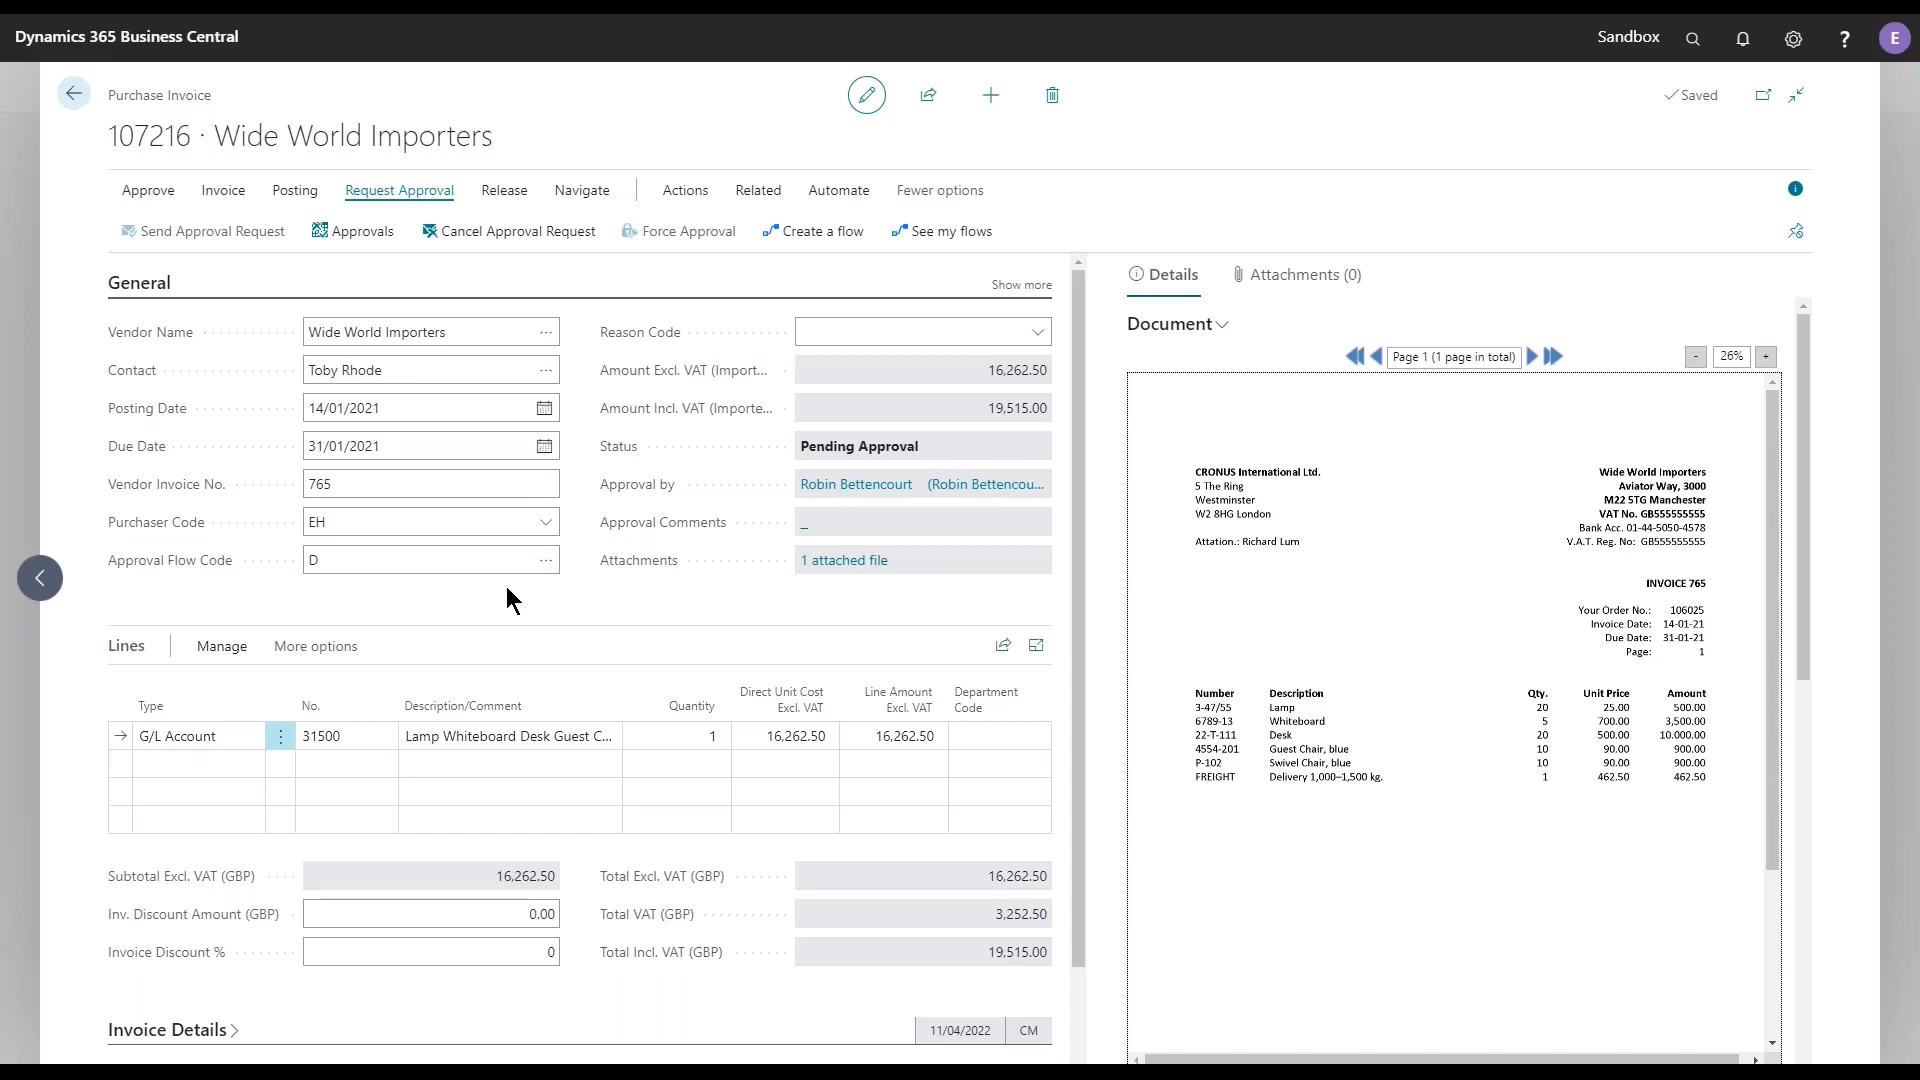 Dynamics 365 Business Central
Sandbox
?
E
Purchase Invoice
Saved
107216 · Wide World Importers
Approve Invoice Posting Request Approval Release Navigate Actions Related Automate Fewer options
Send Approval Request Approvals Cancel Approval Request Force Approval Create a flow See my flows
General
Show more
Vendor Name Wide World Importers ...
Contact Toby Rhode ...
Posting Date 14/01/2021
Due Date 31/01/2021
Vendor Invoice No. 765
Purchaser Code EH
Approval Flow Code D ...
Reason Code
Amount Excl. VAT (Import... 16,262.50
Amount Incl. VAT (Importe... 19,515.00
Status Pending Approval
Approval by Robin Bettencourt (Robin Bettencou...
Approval Comments _
Attachments 1 attached file
Lines Manage More options
Type No. Description/Comment Quantity Direct Unit Cost Excl. VAT Line Amount Excl. VAT Department Code
G/L Account 31500 Lamp Whiteboard Desk Guest C... 1 16,262.50 16,262.50
Subtotal Excl. VAT (GBP) 16,262.50
Inv. Discount Amount (GBP) 0.00
Invoice Discount % 0
Total Excl. VAT (GBP) 16,262.50
Total VAT (GBP) 3,252.50
Total Incl. VAT (GBP) 19,515.00
Invoice Details
11/04/2022 CM
Details Attachments (0)
Document
Page 1 (1 page in total)
- 26% +
CRONUS International Ltd.
5 The Ring
Westminster
W2 8HG London
Attation.: Richard Lum
Wide World Importers
Aviator Way, 3000
M22 5TG Manchester
VAT No. GB555555555
Bank Acc. 01-44-5050-4578
V.A.T. Reg. No: GB555555555
INVOICE 765
Your Order No.: 106025
Invoice Date: 14-01-21
Due Date: 31-01-21
Page: 1
Number Description Qty. Unit Price Amount
3-47/55 Lamp 20 25.00 500.00
6789-13 Whiteboard 5 700.00 3,500.00
22-T-111 Desk 20 500.00 10.000.00
4554-201 Guest Chair, blue 10 90.00 900.00
P-102 Swivel Chair, blue 10 90.00 900.00
FREIGHT Delivery 1,000–1,500 kg. 1 462.50 462.50